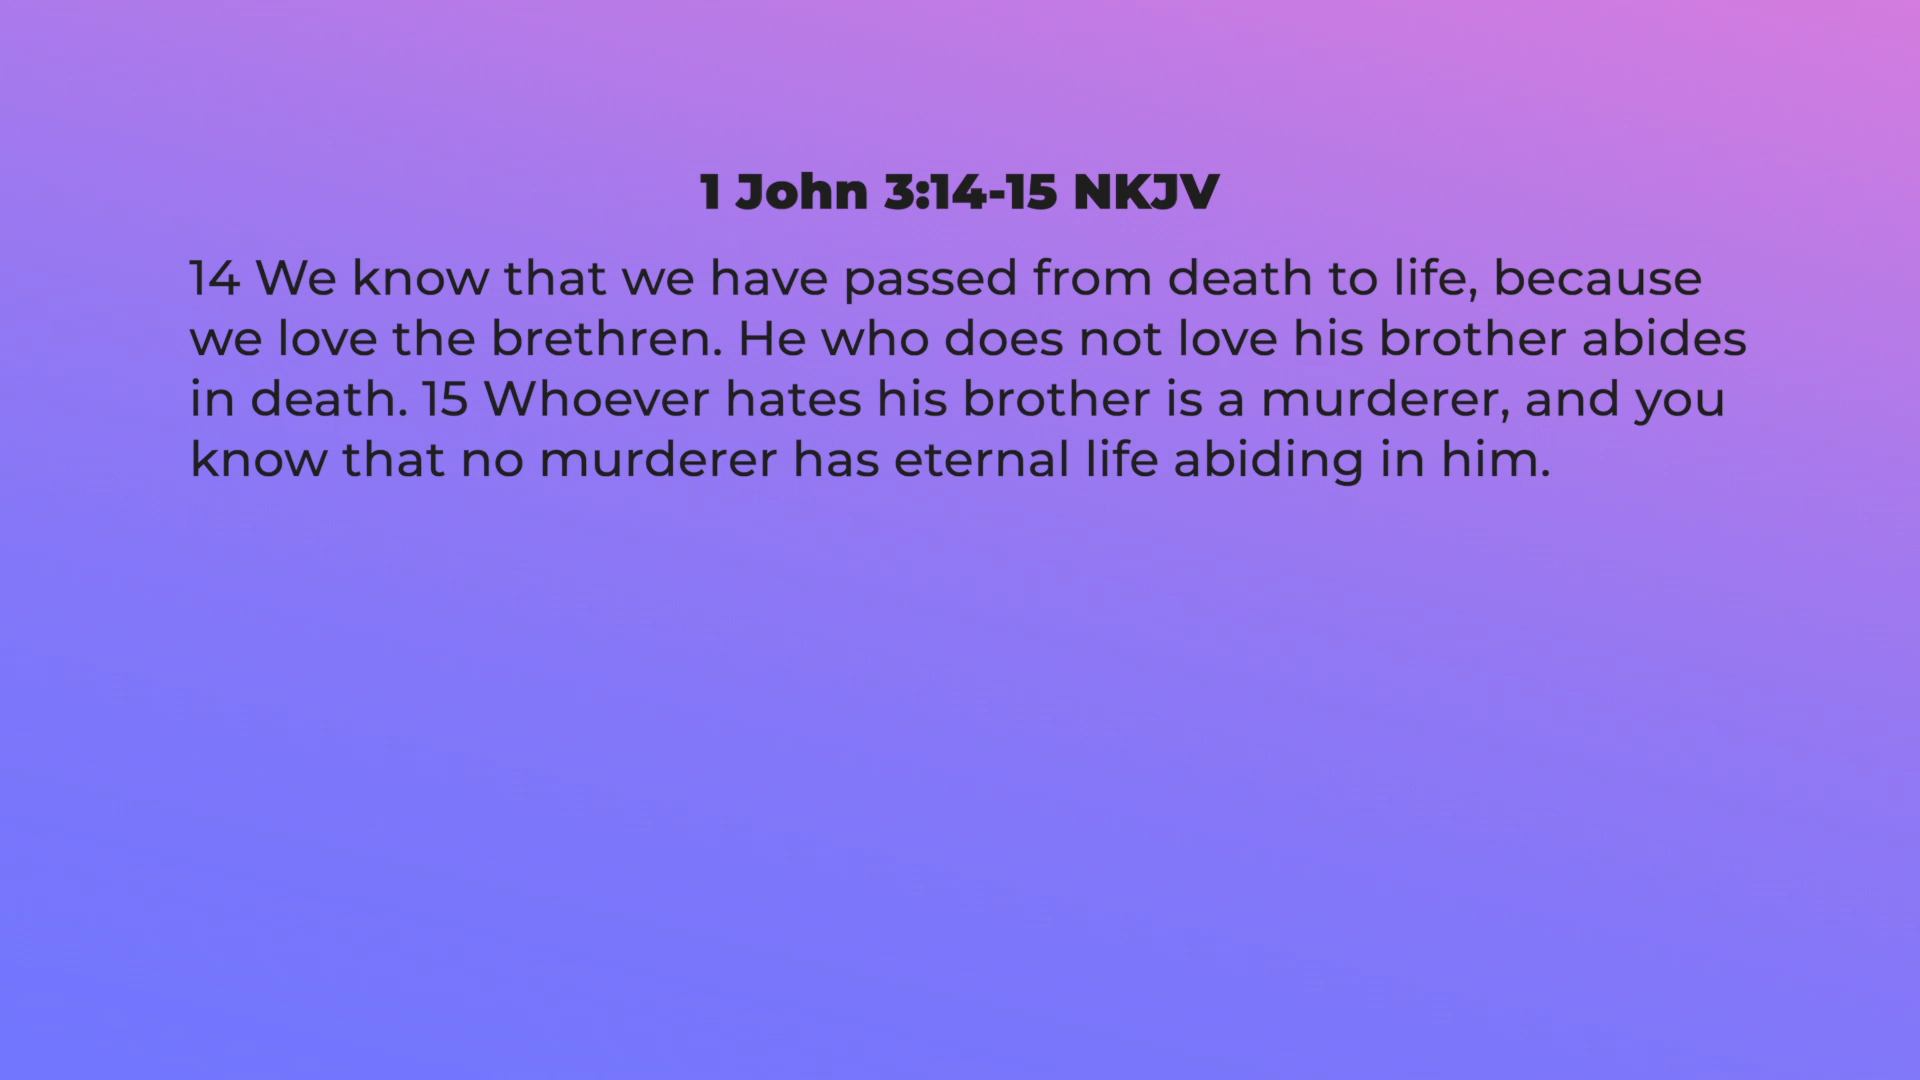 1 John 3:14-15 NKJV
14 We know that we have passed from death to life, because
we love the brethren. He who does not love his brother abides
in death. 15 Whoever hates his brother is a murderer, and you
know that no murderer has eternal life abiding in him.